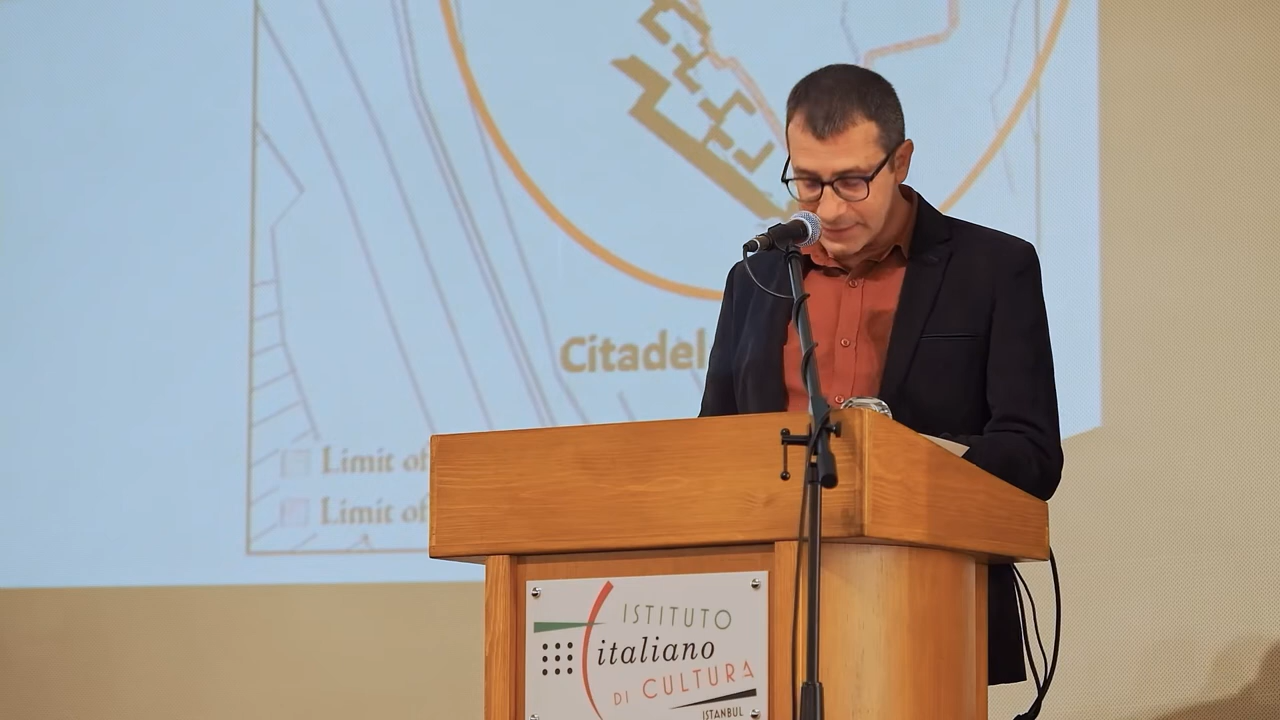 Citadel
Limit of
Limit of
ISTITUTO
italiano
DI CULTURA
ISTANBUL